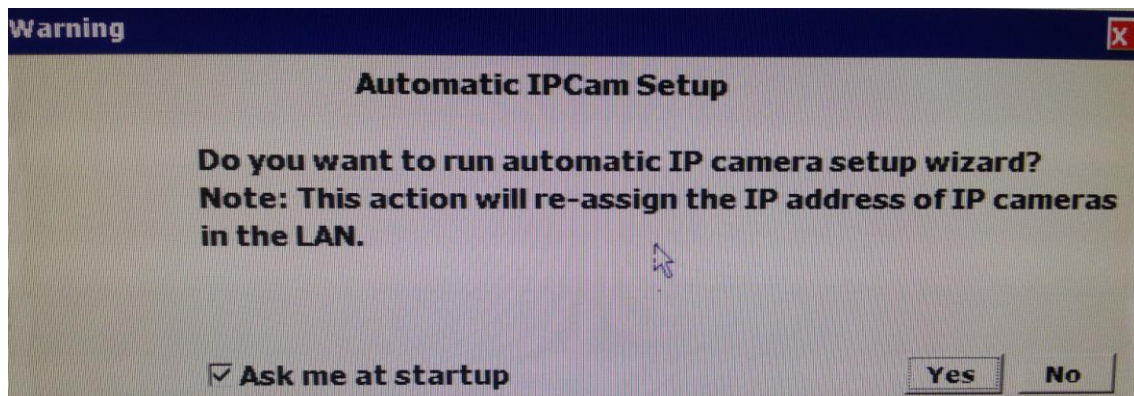 Warning
X
Automatic IPCam Setup
Do you want to run automatic IP camera setup wizard?
Note: This action will re-assign the IP address of IP cameras
in the LAN.
Ask me at startup
Yes
No